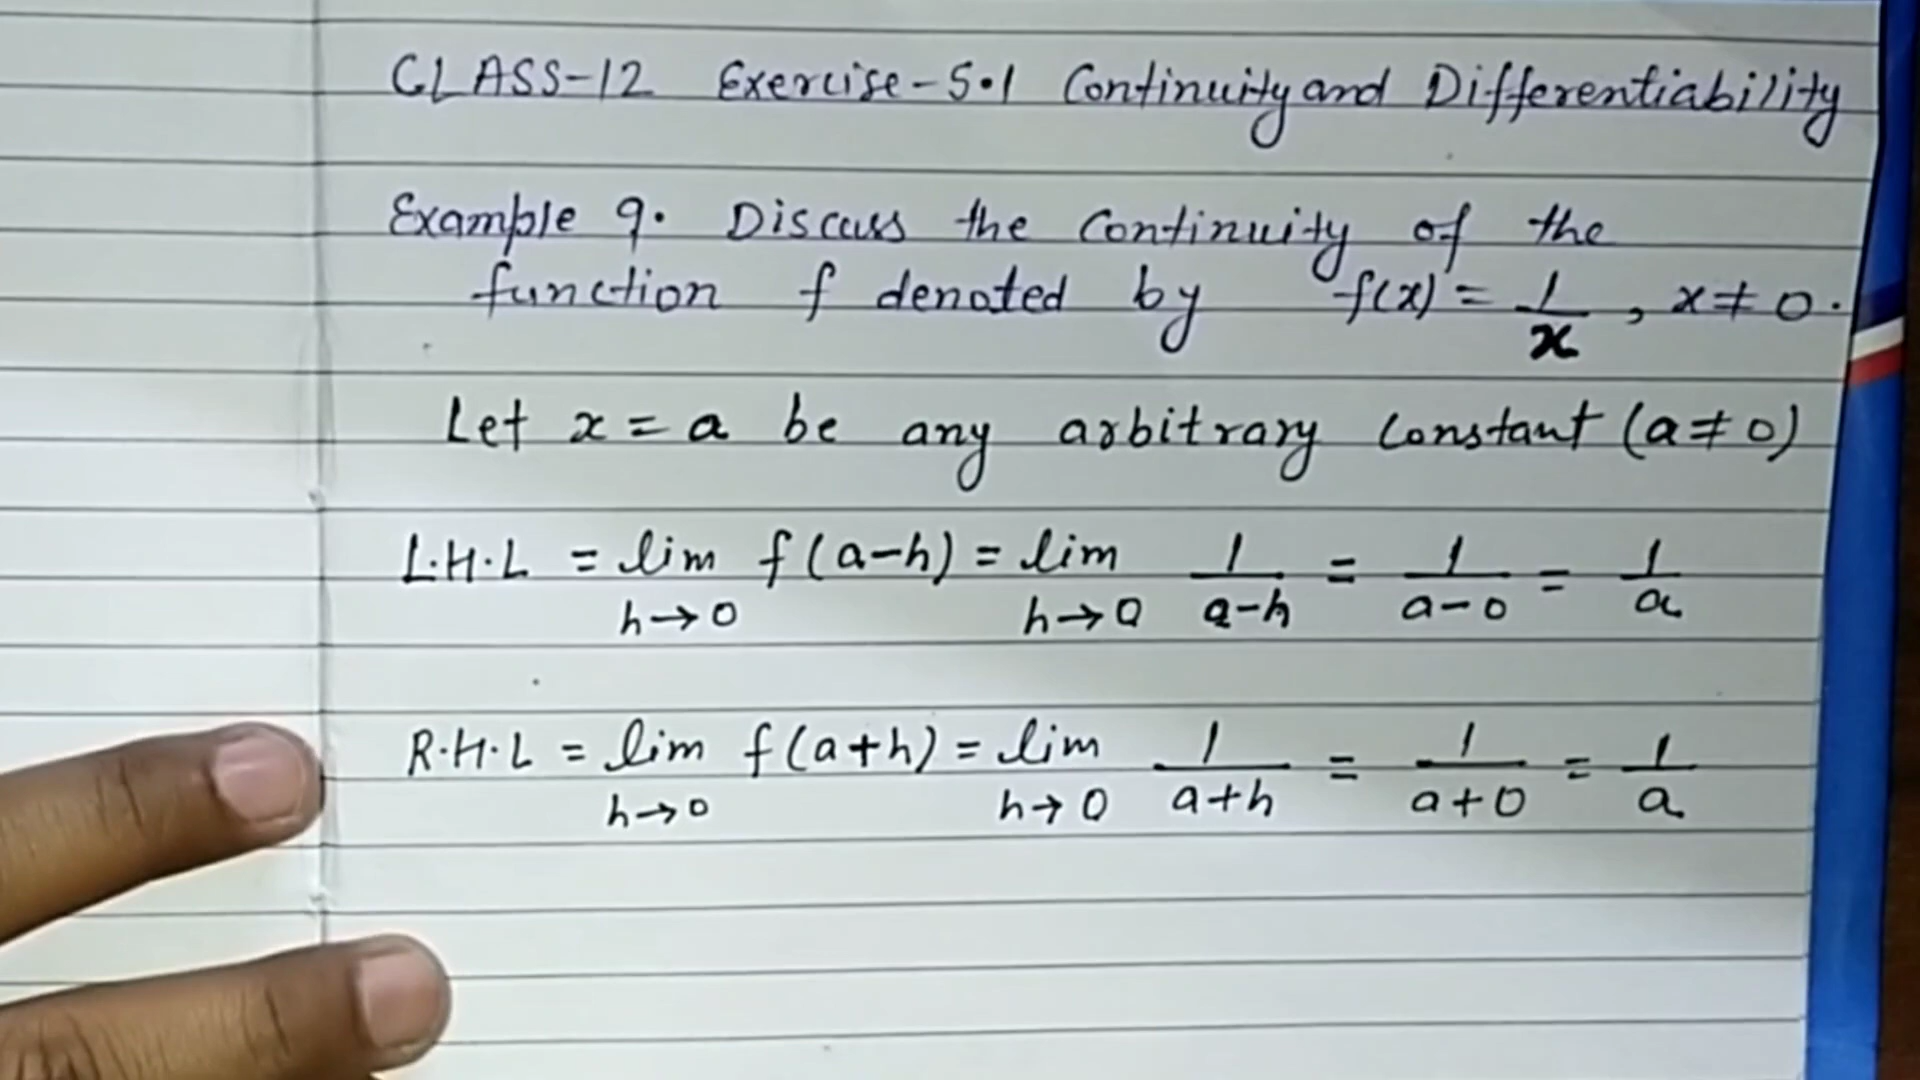 CLASS-12 Exercise-5.1 Continuity and Differentiability
Example 9. Discuss the Continuity of the
function f denoted by f(x) = 1/x , x ≠ 0.
Let x = a be any arbitrary Constant (a ≠ 0)
L.H.L = lim h→0 f(a-h) = lim h→0 1/a-h = 1/a-0 = 1/a
R.H.L = lim h→0 f(a+h) = lim h→0 1/a+h = 1/a+0 = 1/a